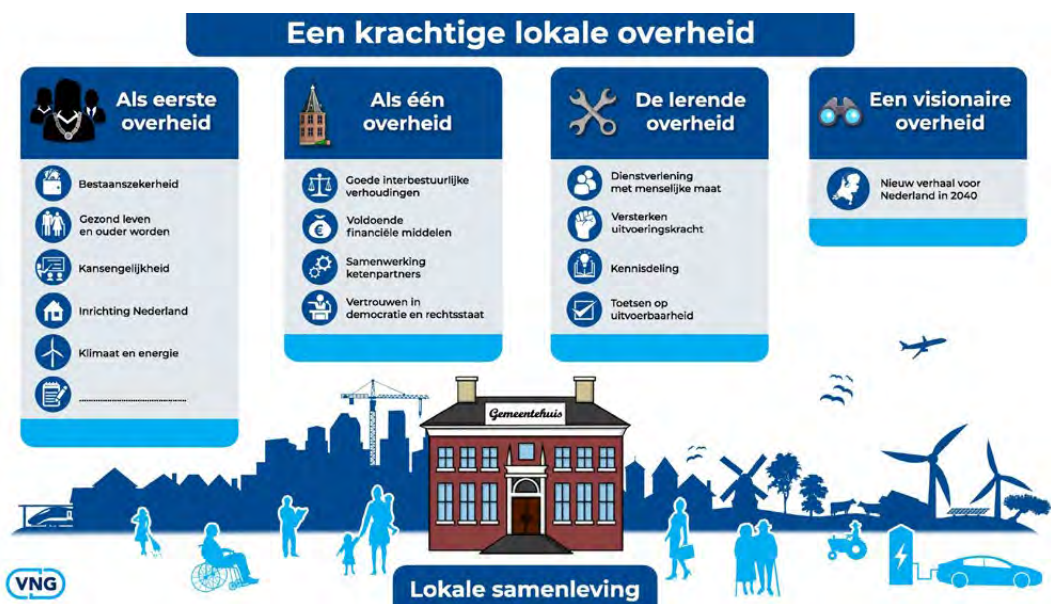 Een krachtige lokale overheid
Als eerste
overheid
Bestaanszekerheid
Gezond leven
en ouder worden
Kansengelijkheid
Inrichting Nederland
Klimaat en energie
Als één
overheid
Goede interbestuurlijke
verhoudingen
Voldoende
financiële middelen
Samenwerking
ketenpartners
Vertrouwen in
democratie en rechtsstaat
De lerende
overheid
Dienstverlening
met menselijke maat
Versterken
uitvoeringskracht
Kennisdeling
Toetsen op
uitvoerbaarheid
Een visionaire
overheid
Nieuw verhaal voor
Nederland in 2040
Gemeentehuis
VNG
Lokale samenleving